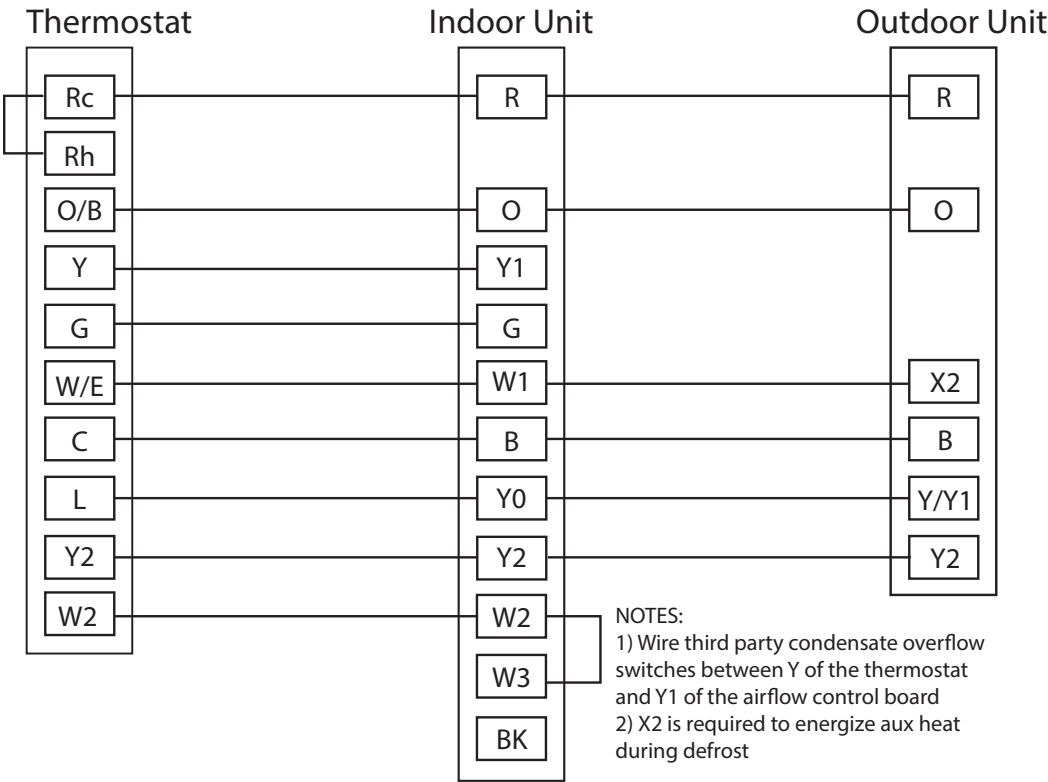 Thermostat Indoor Unit Outdoor Unit
Rc R R
Rh
O/B O O
Y Y1
G G
W/E W1 X2
C B B
L Y0 Y/Y1
Y2 Y2 Y2
W2 W2
W3
BK
NOTES:
1) Wire third party condensate overflow
switches between Y of the thermostat
and Y1 of the airflow control board
2) X2 is required to energize aux heat
during defrost